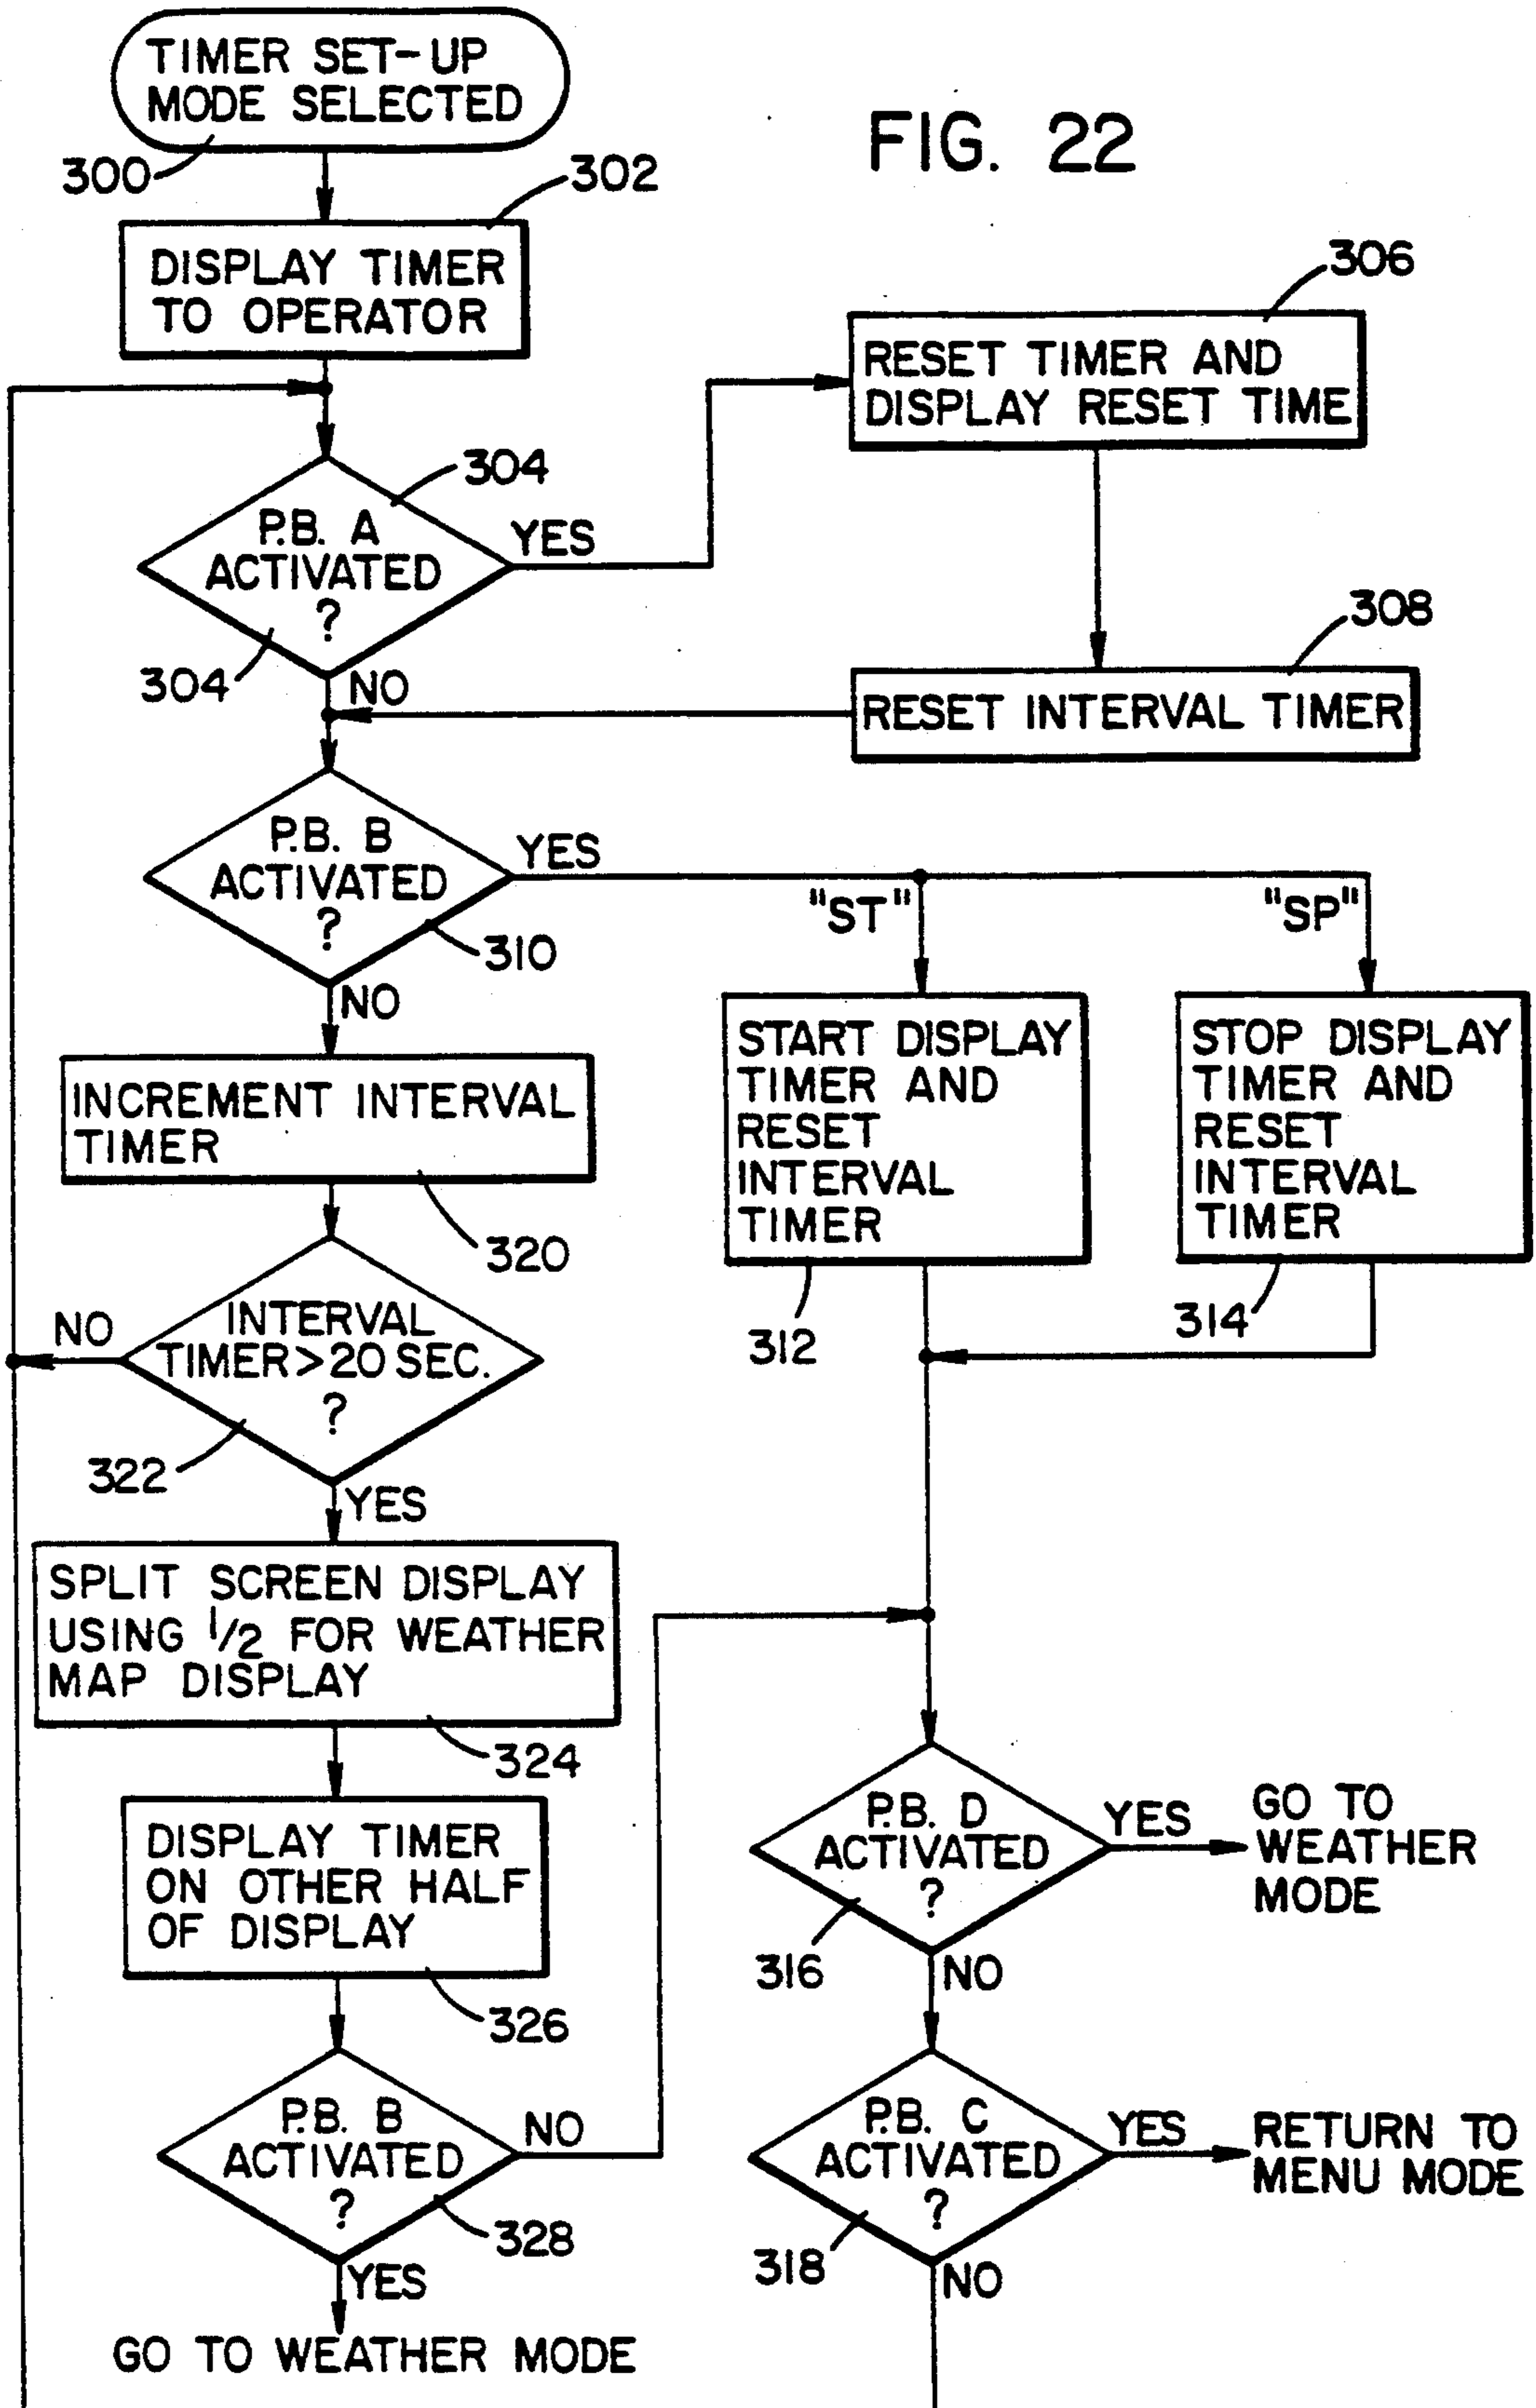 TIMER SET-UP
MODE SELECTED
300
FIG. 22
302
DISPLAY TIMER
TO OPERATOR
306
RESET TIMER AND
DISPLAY RESET TIME
304
P.B. A
ACTIVATED
?
YES
304
NO
308
RESET INTERVAL TIMER
P.B. B
ACTIVATED
?
YES
310
NO
"ST"
"SP"
START DISPLAY
TIMER AND
RESET
INTERVAL
TIMER
312
STOP DISPLAY
TIMER AND
RESET
INTERVAL
TIMER
314
INCREMENT INTERVAL
TIMER
320
NO
INTERVAL
TIMER>20 SEC.
?
322
YES
SPLIT SCREEN DISPLAY
USING 1/2 FOR WEATHER
MAP DISPLAY
324
DISPLAY TIMER
ON OTHER HALF
OF DISPLAY
326
P.B. B
ACTIVATED
?
NO
328
YES
GO TO WEATHER MODE
P.B. D
ACTIVATED
?
YES
GO TO
WEATHER
MODE
316
NO
P.B. C
ACTIVATED
?
YES
RETURN TO
MENU MODE
318
NO